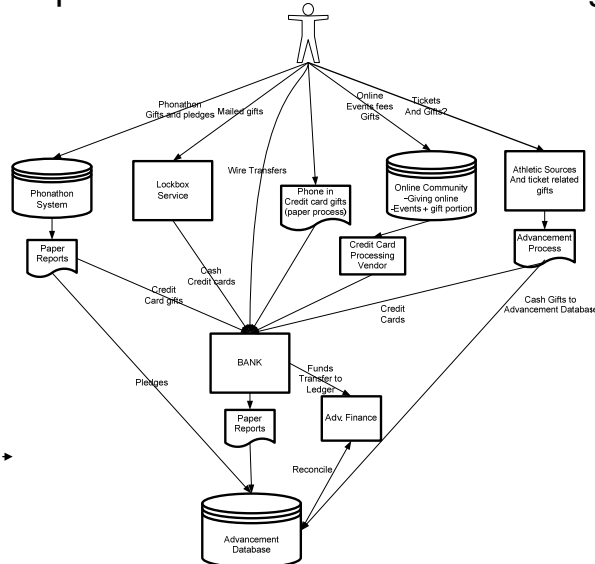 Phonathon
Gifts and pledges
Mailed gifts
Online
Events fees
Gifts
Tickets
And Gifts?
Wire Transfers
Phonathon
System
Lockbox
Service
Phone in
Credit card gifts
(paper process)
Online Community
-Giving online
-Events + gift portion
Athletic Sources
And ticket related
gifts
Paper
Reports
Credit Card
Processing
Vendor
Advancement
Process
Cash
Credit cards
Credit
Card gifts
Credit
Cards
Cash Gifts to
Advancement Database
BANK
Funds
Transfer to
Ledger
Pledges
Paper
Reports
Adv. Finance
Reconcile
Advancement
Database